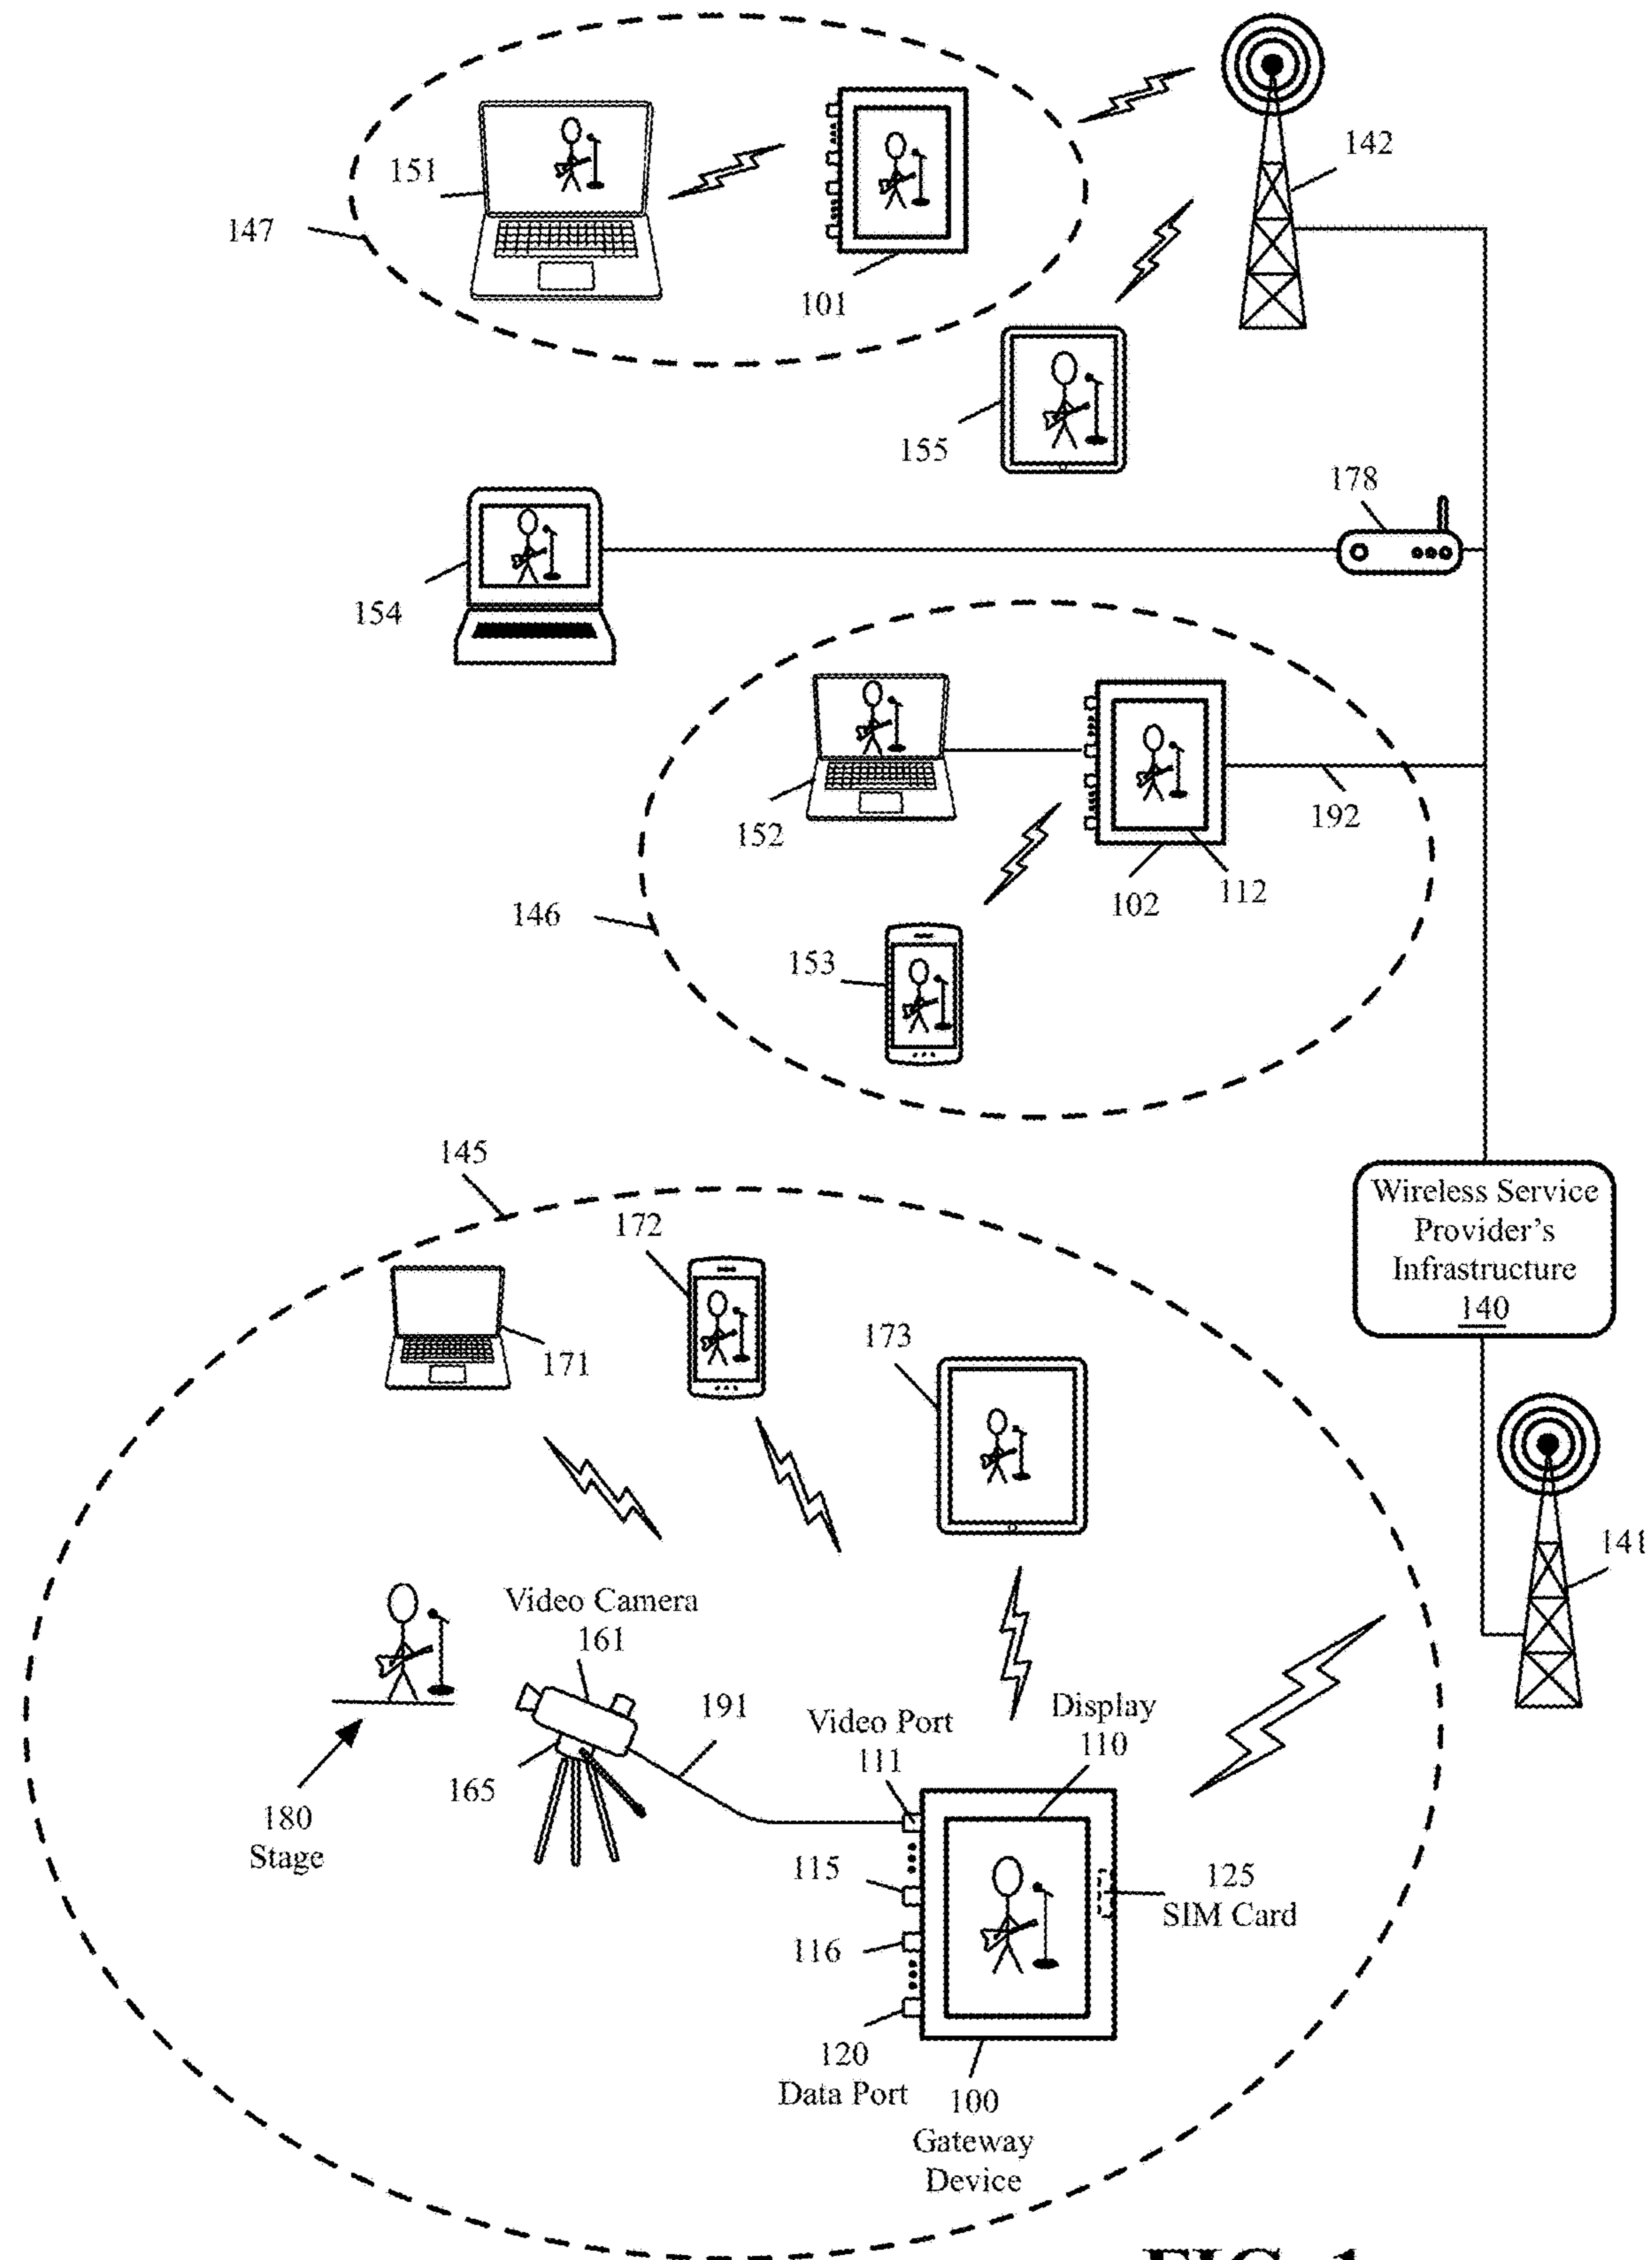 142
151
147
101
155
178
154
152
192
102
112
146
153
145
172
Wireless Service
Provider's
Infrastructure
140
173
171
141
Video Camera
161
191
Video Port
111
Display
110
165
180
Stage
115
125
SIM Card
116
120
Data Port
100
Gateway
Device
FIG. 1